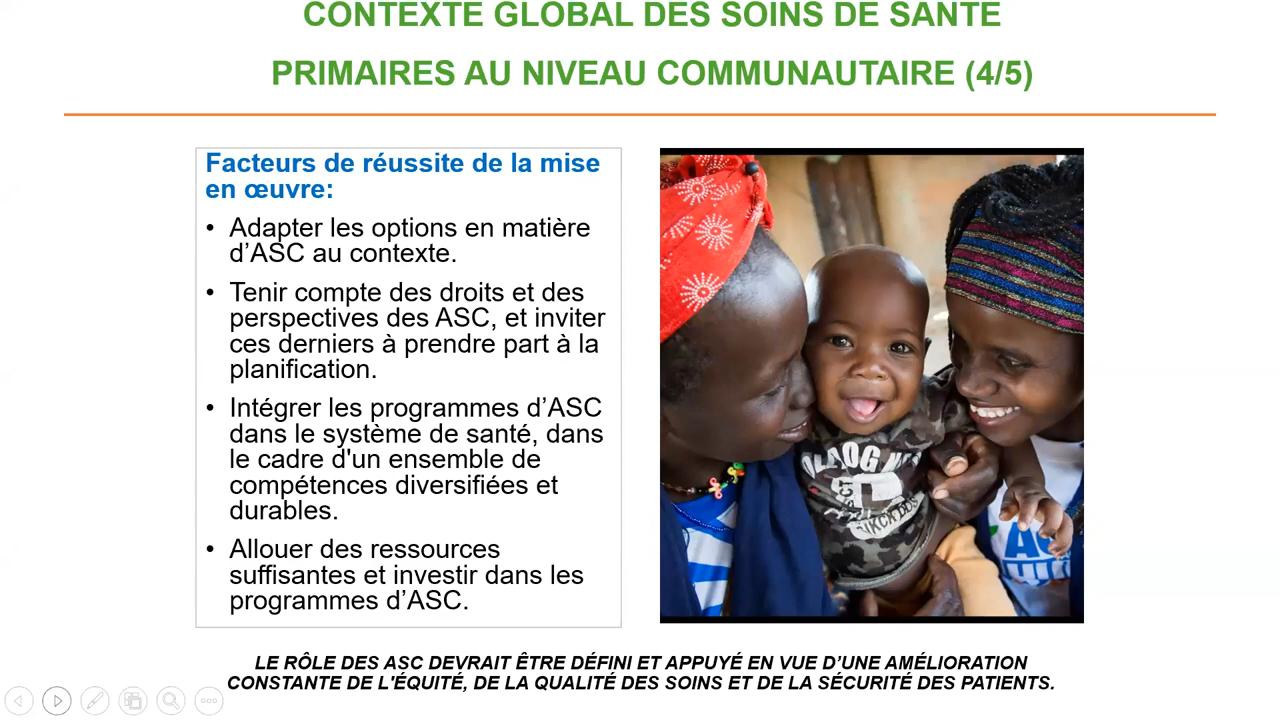 CONTEXTE GLOBAL DES SOINS DE SANTE
PRIMAIRES AU NIVEAU COMMUNAUTAIRE (4/5)
Facteurs de réussite de la mise
en œuvre:
• Adapter les options en matière
d’ASC au contexte.
• Tenir compte des droits et des
perspectives des ASC, et inviter
ces derniers à prendre part à la
planification.
• Intégrer les programmes d’ASC
dans le système de santé, dans
le cadre d'un ensemble de
compétences diversifiées et
durables.
• Allouer des ressources
suffisantes et investir dans les
programmes d’ASC.
LE RÔLE DES ASC DEVRAIT ÊTRE DÉFINI ET APPUYÉ EN VUE D’UNE AMÉLIORATION
CONSTANTE DE L'ÉQUITÉ, DE LA QUALITÉ DES SOINS ET DE LA SÉCURITÉ DES PATIENTS.